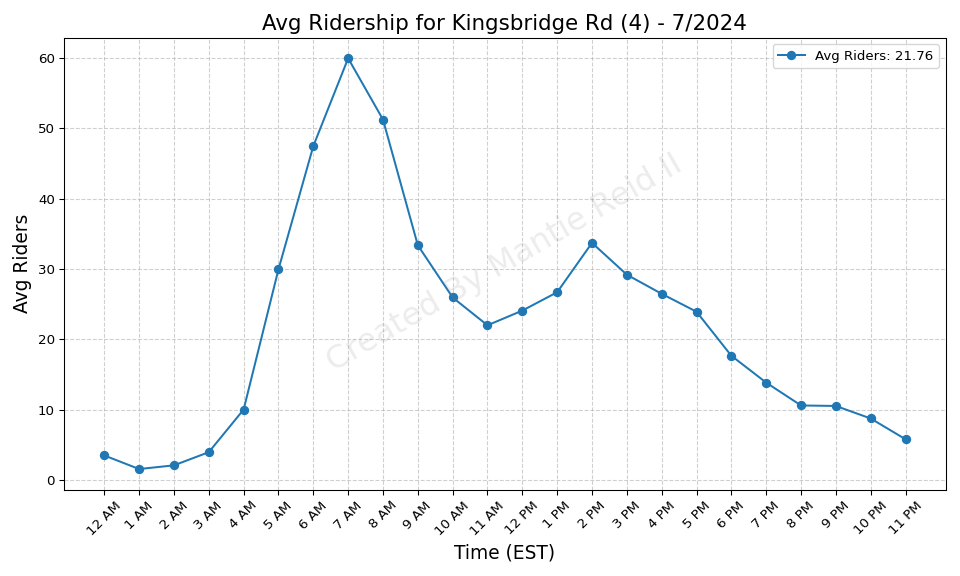 Avg Ridership for Kingsbridge Rd (4) - 7/2024
Avg Riders: 21.76
60
50
40
30
20
10
0
Avg Riders
Created By Mantie Reid II
12 AM
1 AM
2 AM
3 AM
4 AM
5 AM
6 AM
7 AM
8 AM
9 AM
10 AM
11 AM
12 PM
1 PM
2 PM
3 PM
4 PM
5 PM
6 PM
7 PM
8 PM
9 PM
10 PM
11 PM
Time (EST)